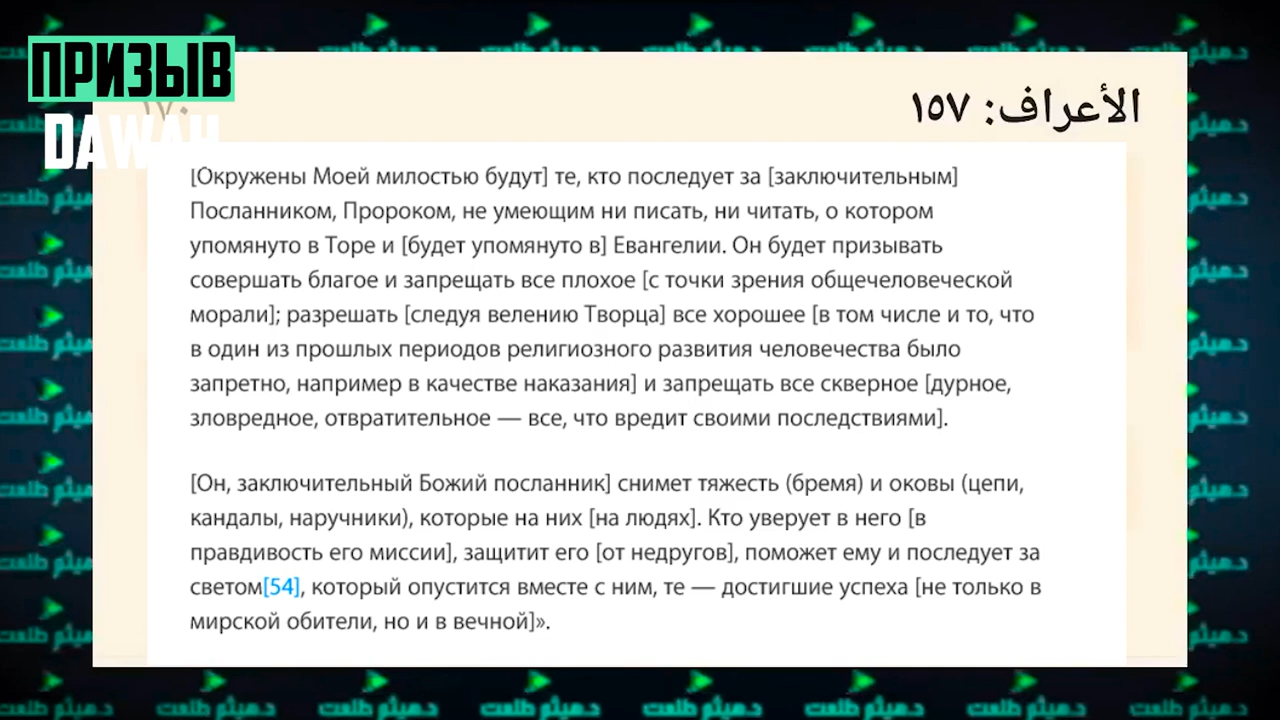 ПРИЗЫВ
DAWAH
١٧٠
الأعراف: ١٥٧
[Окружены Моей милостью будут] те, кто последует за [заключительным]
Посланником, Пророком, не умеющим ни писать, ни читать, о котором
упомянуто в Торе и [будет упомянуто в] Евангелии. Он будет призывать
совершать благое и запрещать все плохое [с точки зрения общечеловеческой
морали]; разрешать [следуя велению Творца] все хорошее [в том числе и то, что
в один из прошлых периодов религиозного развития человечества было
запретно, например в качестве наказания] и запрещать все скверное [дурное,
зловредное, отвратительное — все, что вредит своими последствиями].
[Он, заключительный Божий посланник] снимет тяжесть (бремя) и оковы (цепи,
кандалы, наручники), которые на них [на людях]. Кто уверует в него [в
правдивость его миссии], защитит его [от недругов], поможет ему и последует за
светом[54], который опустится вместе с ним, те — достигшие успеха [не только в
мирской обители, но и в вечной]».
د.هيثم طلعت